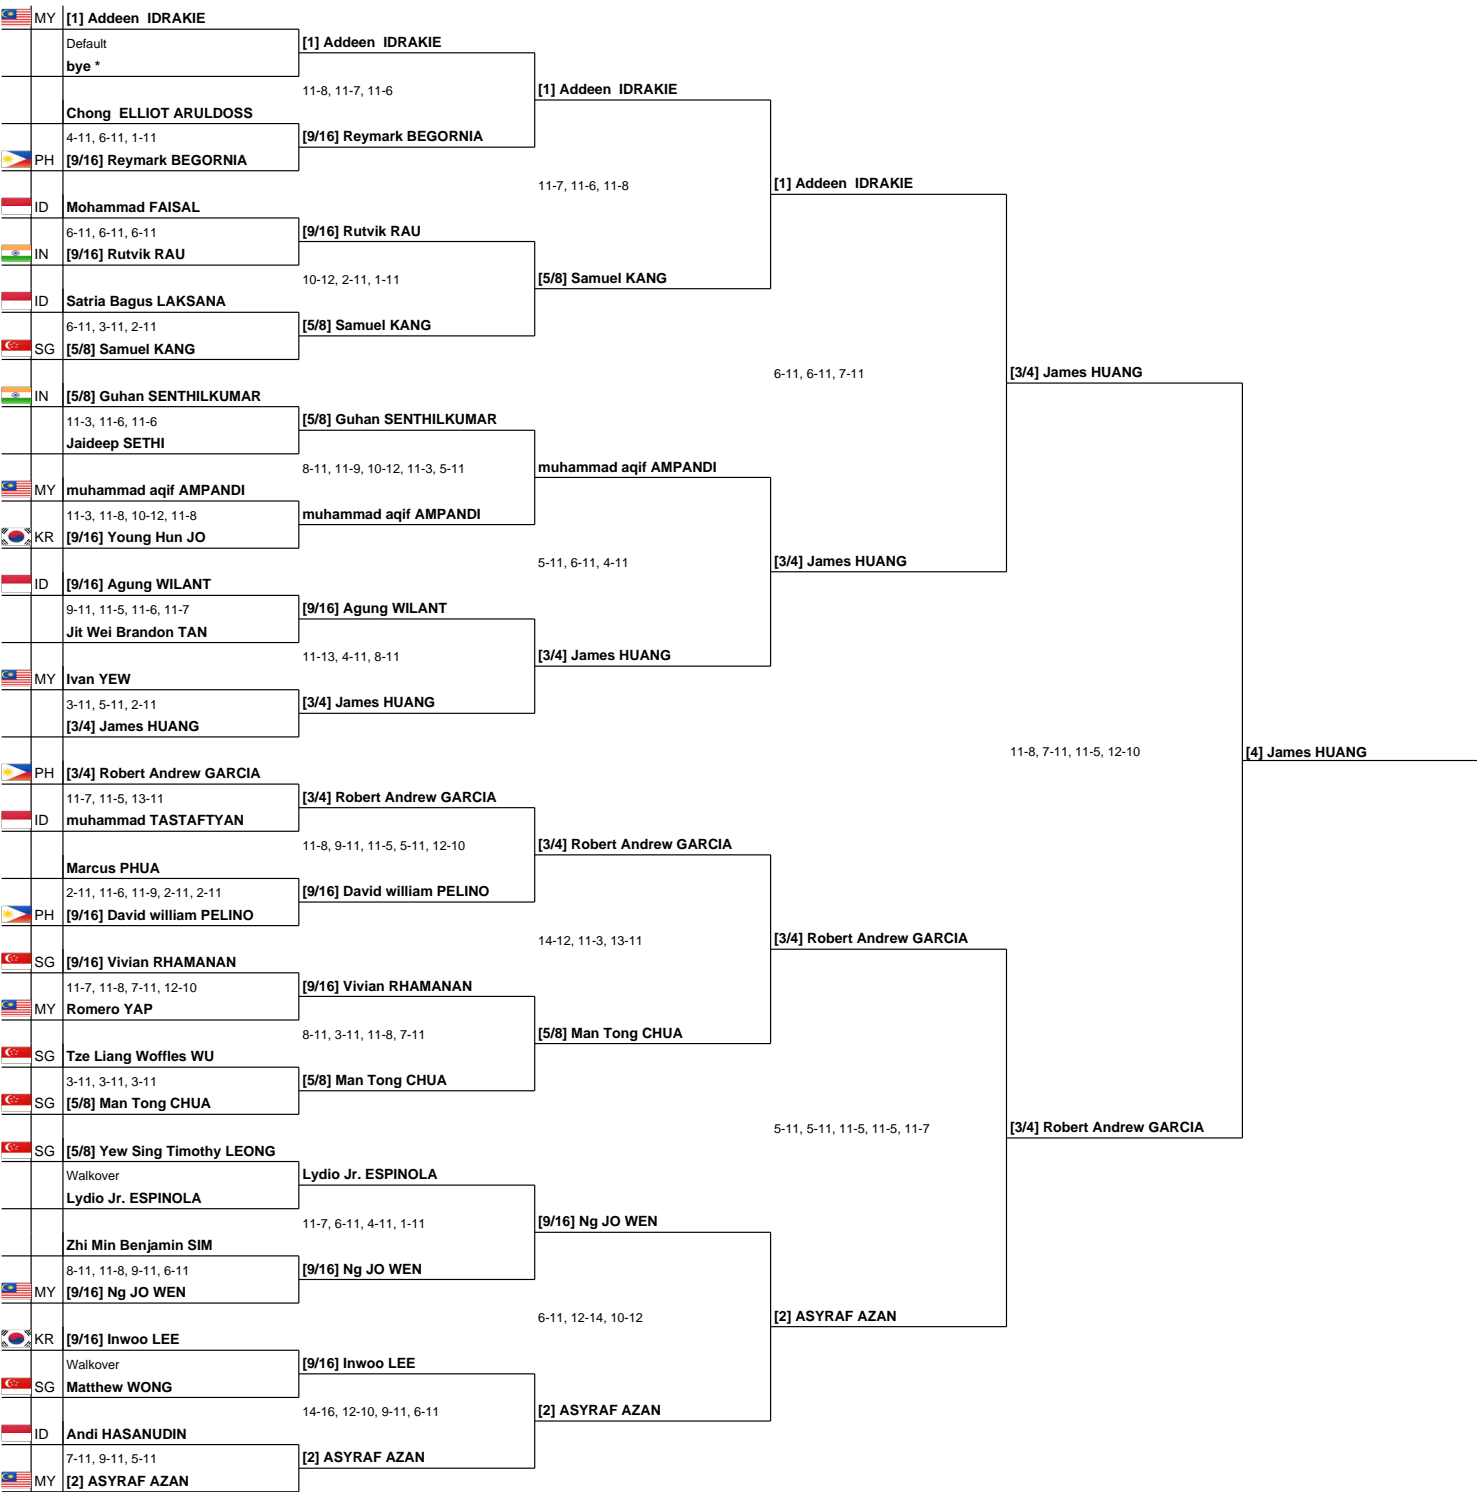 MY [1] Addeen  IDRAKIE
Default
bye *
[1] Addeen  IDRAKIE
11-8, 11-7, 11-6
[1] Addeen  IDRAKIE
Chong  ELLIOT ARULDOSS
4-11, 6-11, 1-11
[9/16] Reymark BEGORNIA
PH [9/16] Reymark BEGORNIA
11-7, 11-6, 11-8
[1] Addeen  IDRAKIE
ID Mohammad FAISAL
6-11, 6-11, 6-11
[9/16] Rutvik RAU
IN [9/16] Rutvik RAU
10-12, 2-11, 1-11
[5/8] Samuel KANG
ID Satria Bagus LAKSANA
6-11, 3-11, 2-11
[5/8] Samuel KANG
SG [5/8] Samuel KANG
6-11, 6-11, 7-11
[3/4] James HUANG
IN [5/8] Guhan SENTHILKUMAR
11-3, 11-6, 11-6
[5/8] Guhan SENTHILKUMAR
Jaideep SETHI
8-11, 11-9, 10-12, 11-3, 5-11
muhammad aqif AMPANDI
MY muhammad aqif AMPANDI
11-3, 11-8, 10-12, 11-8
muhammad aqif AMPANDI
KR [9/16] Young Hun JO
5-11, 6-11, 4-11
[3/4] James HUANG
ID [9/16] Agung WILANT
9-11, 11-5, 11-6, 11-7
[9/16] Agung WILANT
Jit Wei Brandon TAN
11-13, 4-11, 8-11
[3/4] James HUANG
MY Ivan YEW
3-11, 5-11, 2-11
[3/4] James HUANG
[3/4] James HUANG
11-8, 7-11, 11-5, 12-10
[4] James HUANG
PH [3/4] Robert Andrew GARCIA
11-7, 11-5, 13-11
[3/4] Robert Andrew GARCIA
ID muhammad TASTAFTYAN
11-8, 9-11, 11-5, 5-11, 12-10
[3/4] Robert Andrew GARCIA
Marcus PHUA
2-11, 11-6, 11-9, 2-11, 2-11
[9/16] David william PELINO
PH [9/16] David william PELINO
14-12, 11-3, 13-11
[3/4] Robert Andrew GARCIA
SG [9/16] Vivian RHAMANAN
11-7, 11-8, 7-11, 12-10
[9/16] Vivian RHAMANAN
MY Romero YAP
8-11, 3-11, 11-8, 7-11
[5/8] Man Tong CHUA
SG Tze Liang Woffles WU
3-11, 3-11, 3-11
[5/8] Man Tong CHUA
SG [5/8] Man Tong CHUA
5-11, 5-11, 11-5, 11-5, 11-7
[3/4] Robert Andrew GARCIA
SG [5/8] Yew Sing Timothy LEONG
Walkover
Lydio Jr. ESPINOLA
Lydio Jr. ESPINOLA
11-7, 6-11, 4-11, 1-11
[9/16] Ng JO WEN
Zhi Min Benjamin SIM
8-11, 11-8, 9-11, 6-11
[9/16] Ng JO WEN
MY [9/16] Ng JO WEN
6-11, 12-14, 10-12
[2] ASYRAF AZAN
KR [9/16] Inwoo LEE
Walkover
[9/16] Inwoo LEE
SG Matthew WONG
14-16, 12-10, 9-11, 6-11
[2] ASYRAF AZAN
ID Andi HASANUDIN
7-11, 9-11, 5-11
[2] ASYRAF AZAN
MY [2] ASYRAF AZAN